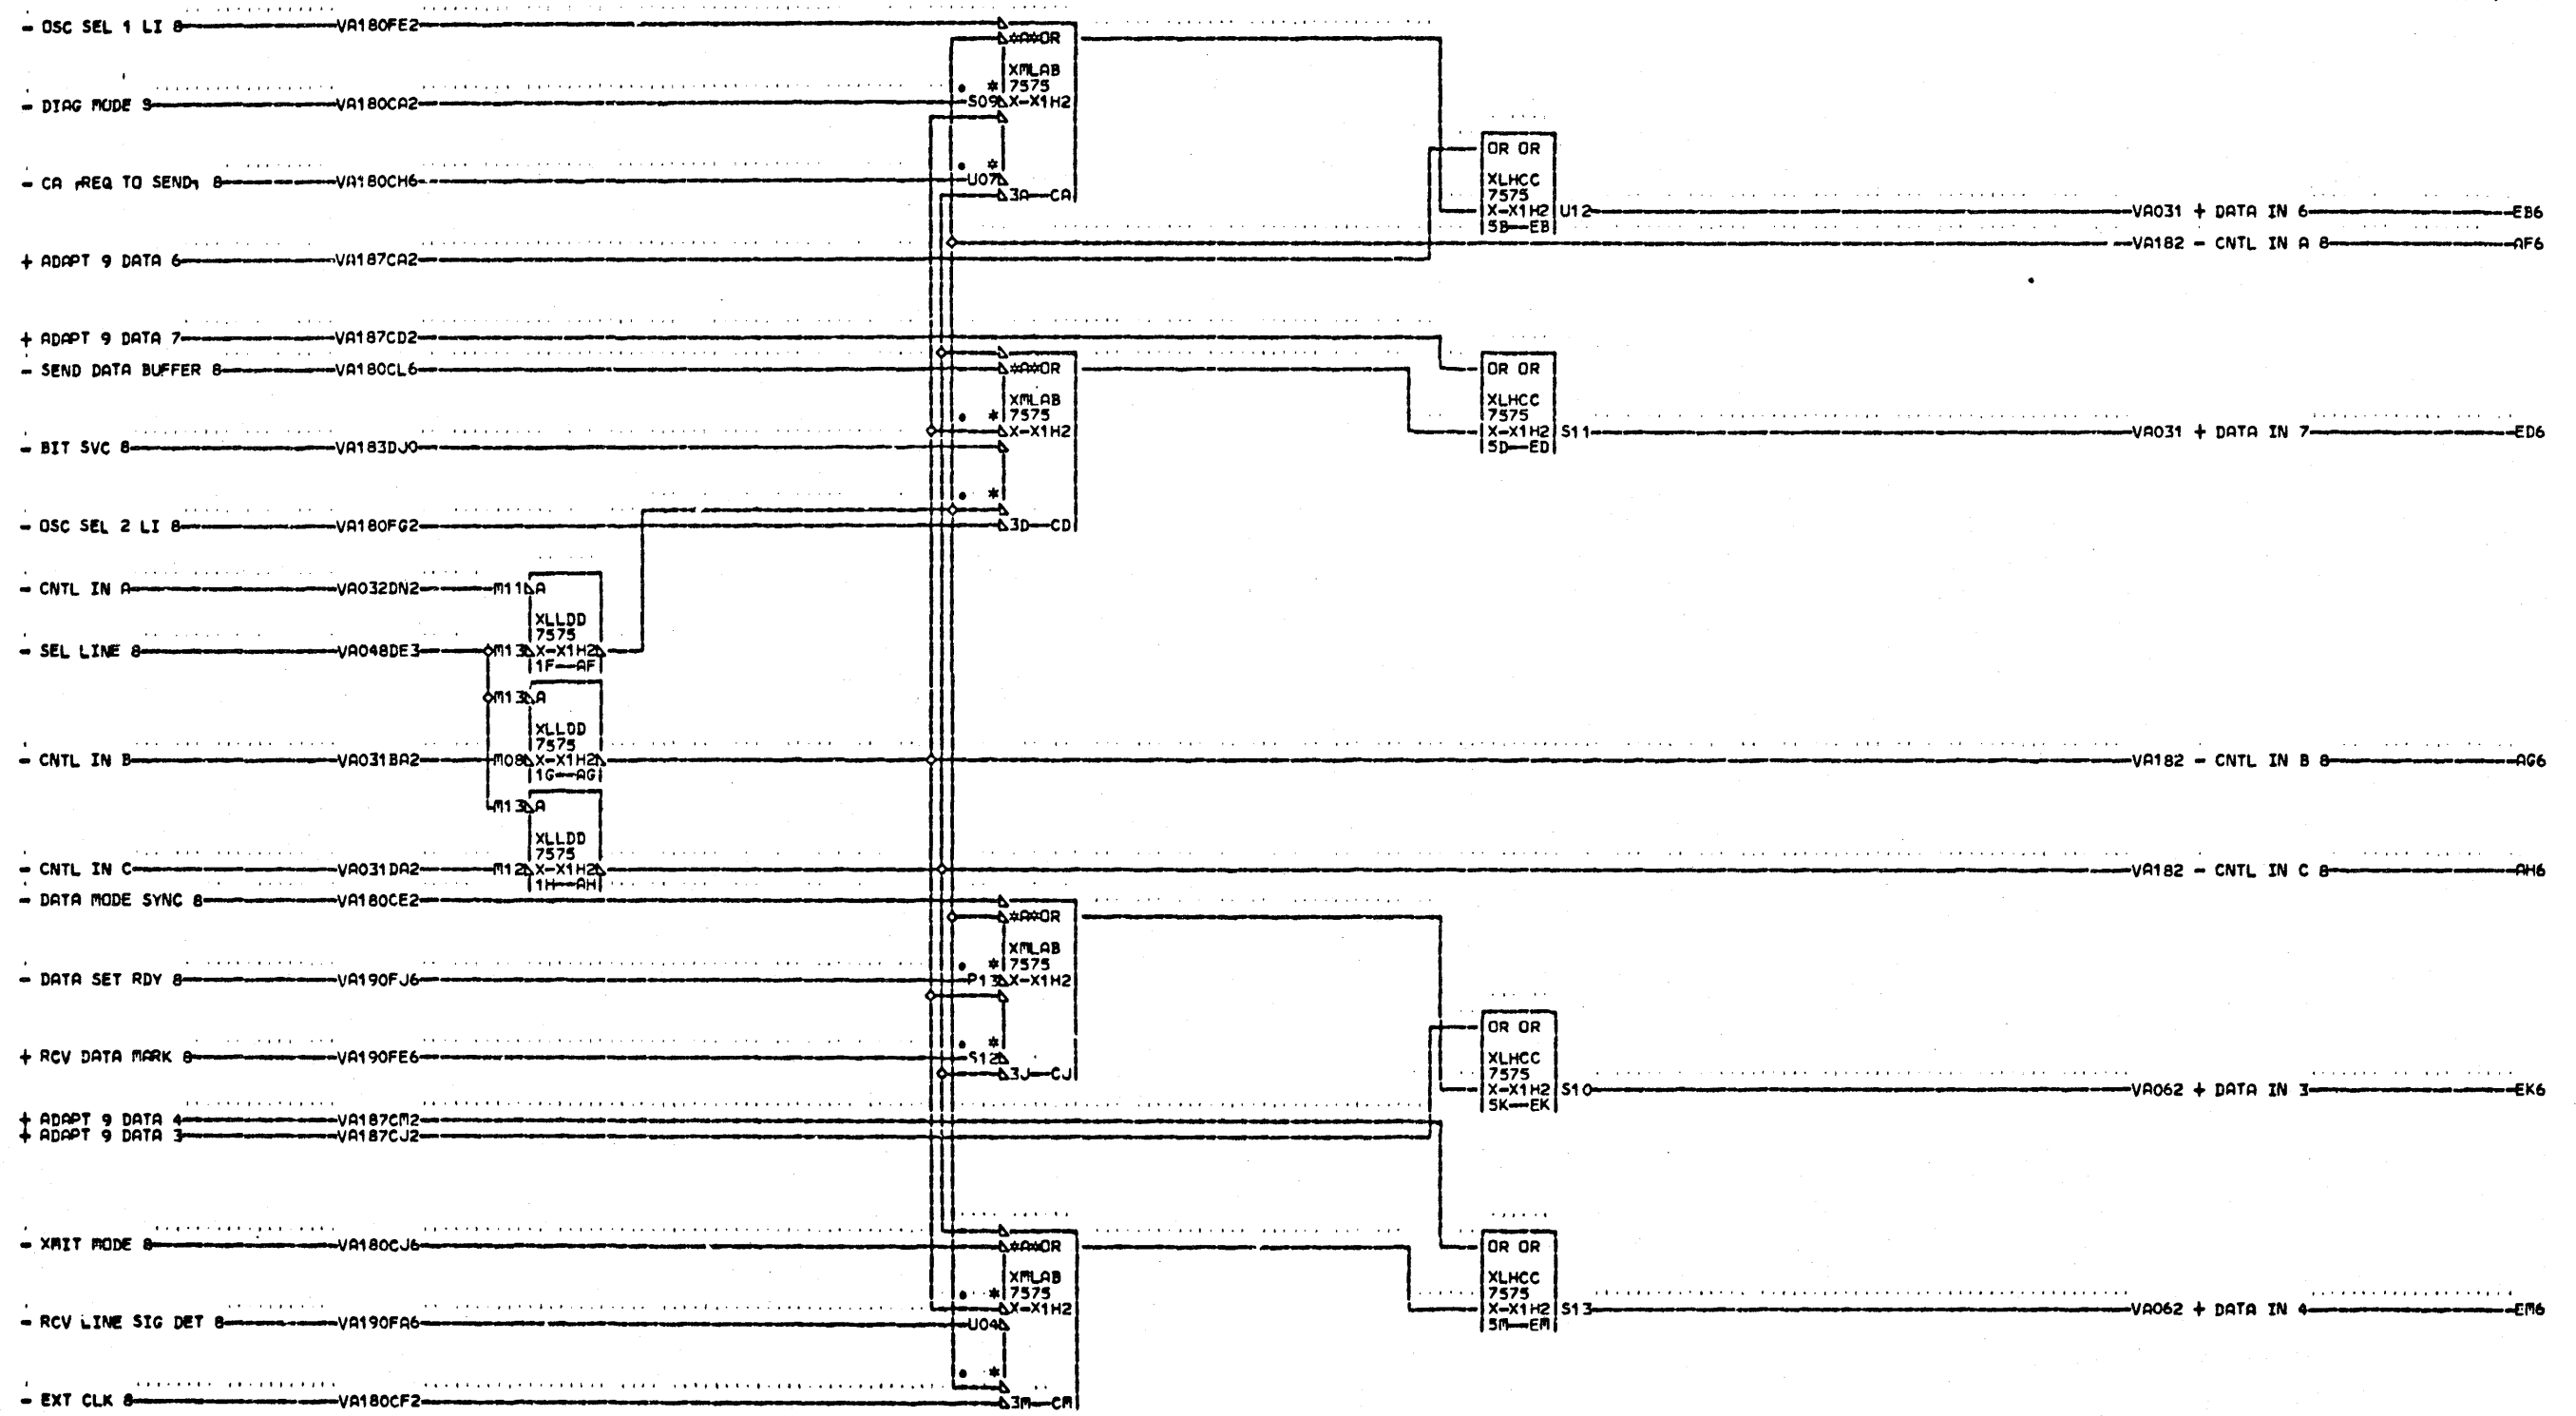 - OSC SEL 1 LI 8 VA180FE2
*A*OR
XMLAB
* 7575
- DIAG MODE 9 VA180CA2 S09 X-X1H2
OR OR
*
- CA REQ TO SEND 8 VA180CH6 U07 XLHCC
3A CA 7575
X-X1H2 U12 VA031 + DATA IN 6 EB6
5B EB
VA182 - CNTL IN A 8 AF6
+ ADAPT 9 DATA 6 VA187CA2
+ ADAPT 9 DATA 7 VA187CD2
- SEND DATA BUFFER 8 VA180CL6 *A*OR OR OR
XMLAB XLHCC
* 7575 7575
X-X1H2 X-X1H2 S11 VA031 + DATA IN 7 ED6
- BIT SVC 8 VA183DJ0 5D ED
*
- OSC SEL 2 LI 8 VA180FG2 3D CD
- CNTL IN A VA032DN2 M11 A
XLLDD
7575
- SEL LINE 8 VA048DE3 M13 X-X1H2
1F AF
M13 A
XLLDD
7575
- CNTL IN B VA031BA2 M08 X-X1H2 VA182 - CNTL IN B 8 AG6
1G AG
M13 A
XLLDD
7575
- CNTL IN C VA031DA2 M12 X-X1H2 VA182 - CNTL IN C 8 AH6
1H AH
- DATA MODE SYNC 8 VA180CE2
*A*OR
XMLAB
* 7575
- DATA SET RDY 8 VA190FJ6 P13 X-X1H2
OR OR
*
+ RCV DATA MARK 8 VA190FE6 S12 XLHCC
3J CJ 7575
X-X1H2 S10 VA062 + DATA IN 3 EK6
5K EK
+ ADAPT 9 DATA 4 VA187CM2
+ ADAPT 9 DATA 3 VA187CJ2
- XMIT MODE 8 VA180CJ6 *A*OR OR OR
XMLAB XLHCC
* 7575 7575
X-X1H2 X-X1H2 S13 VA062 + DATA IN 4 EM6
- RCV LINE SIG DET 8 VA190FA6 U04 5M EM
*
- EXT CLK 8 VA180CF2 3M CM